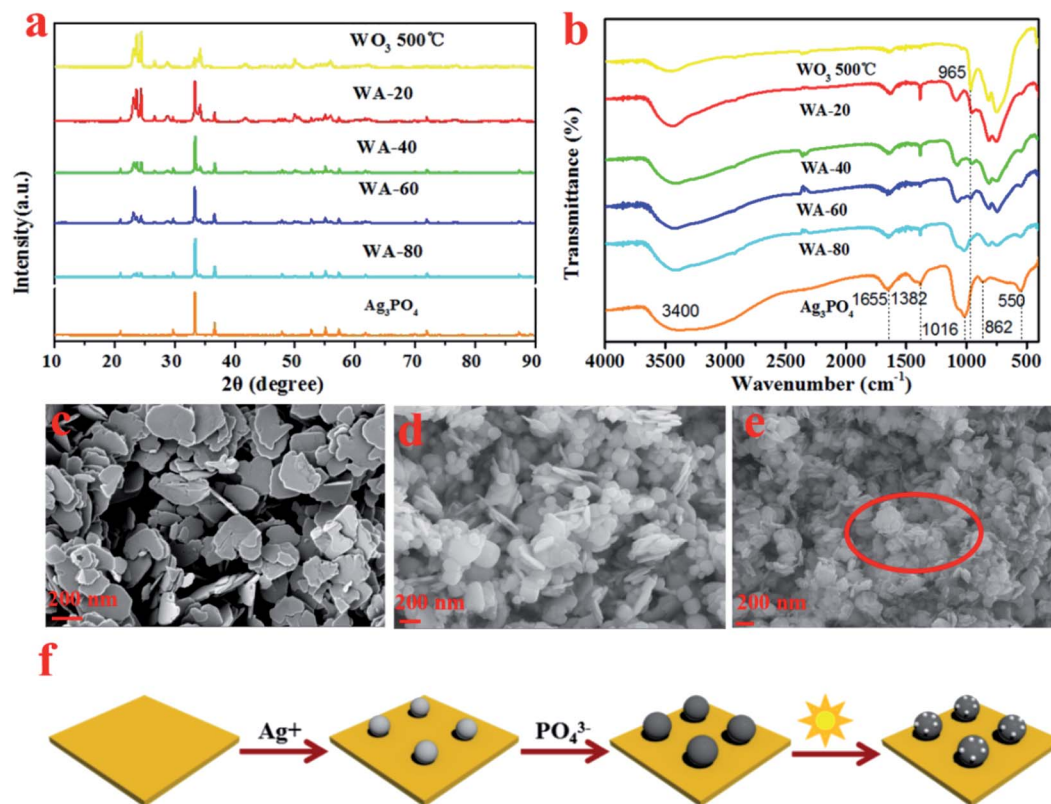 a
Intensity(a.u.)
WO₃ 500℃
WA-20
WA-40
WA-60
WA-80
Ag₃PO₄
10 20 30 40 50 60 70 80 90
2θ (degree)
b
Transmittance (%)
WO₃ 500℃
965
WA-20
WA-40
WA-60
WA-80
3400
Ag₃PO₄
1655 1382
1016
862
550
4000 3500 3000 2500 2000 1500 1000 500
Wavenumber (cm⁻¹)
c
200 nm
d
200 nm
e
200 nm
f
Ag+
PO₄³⁻